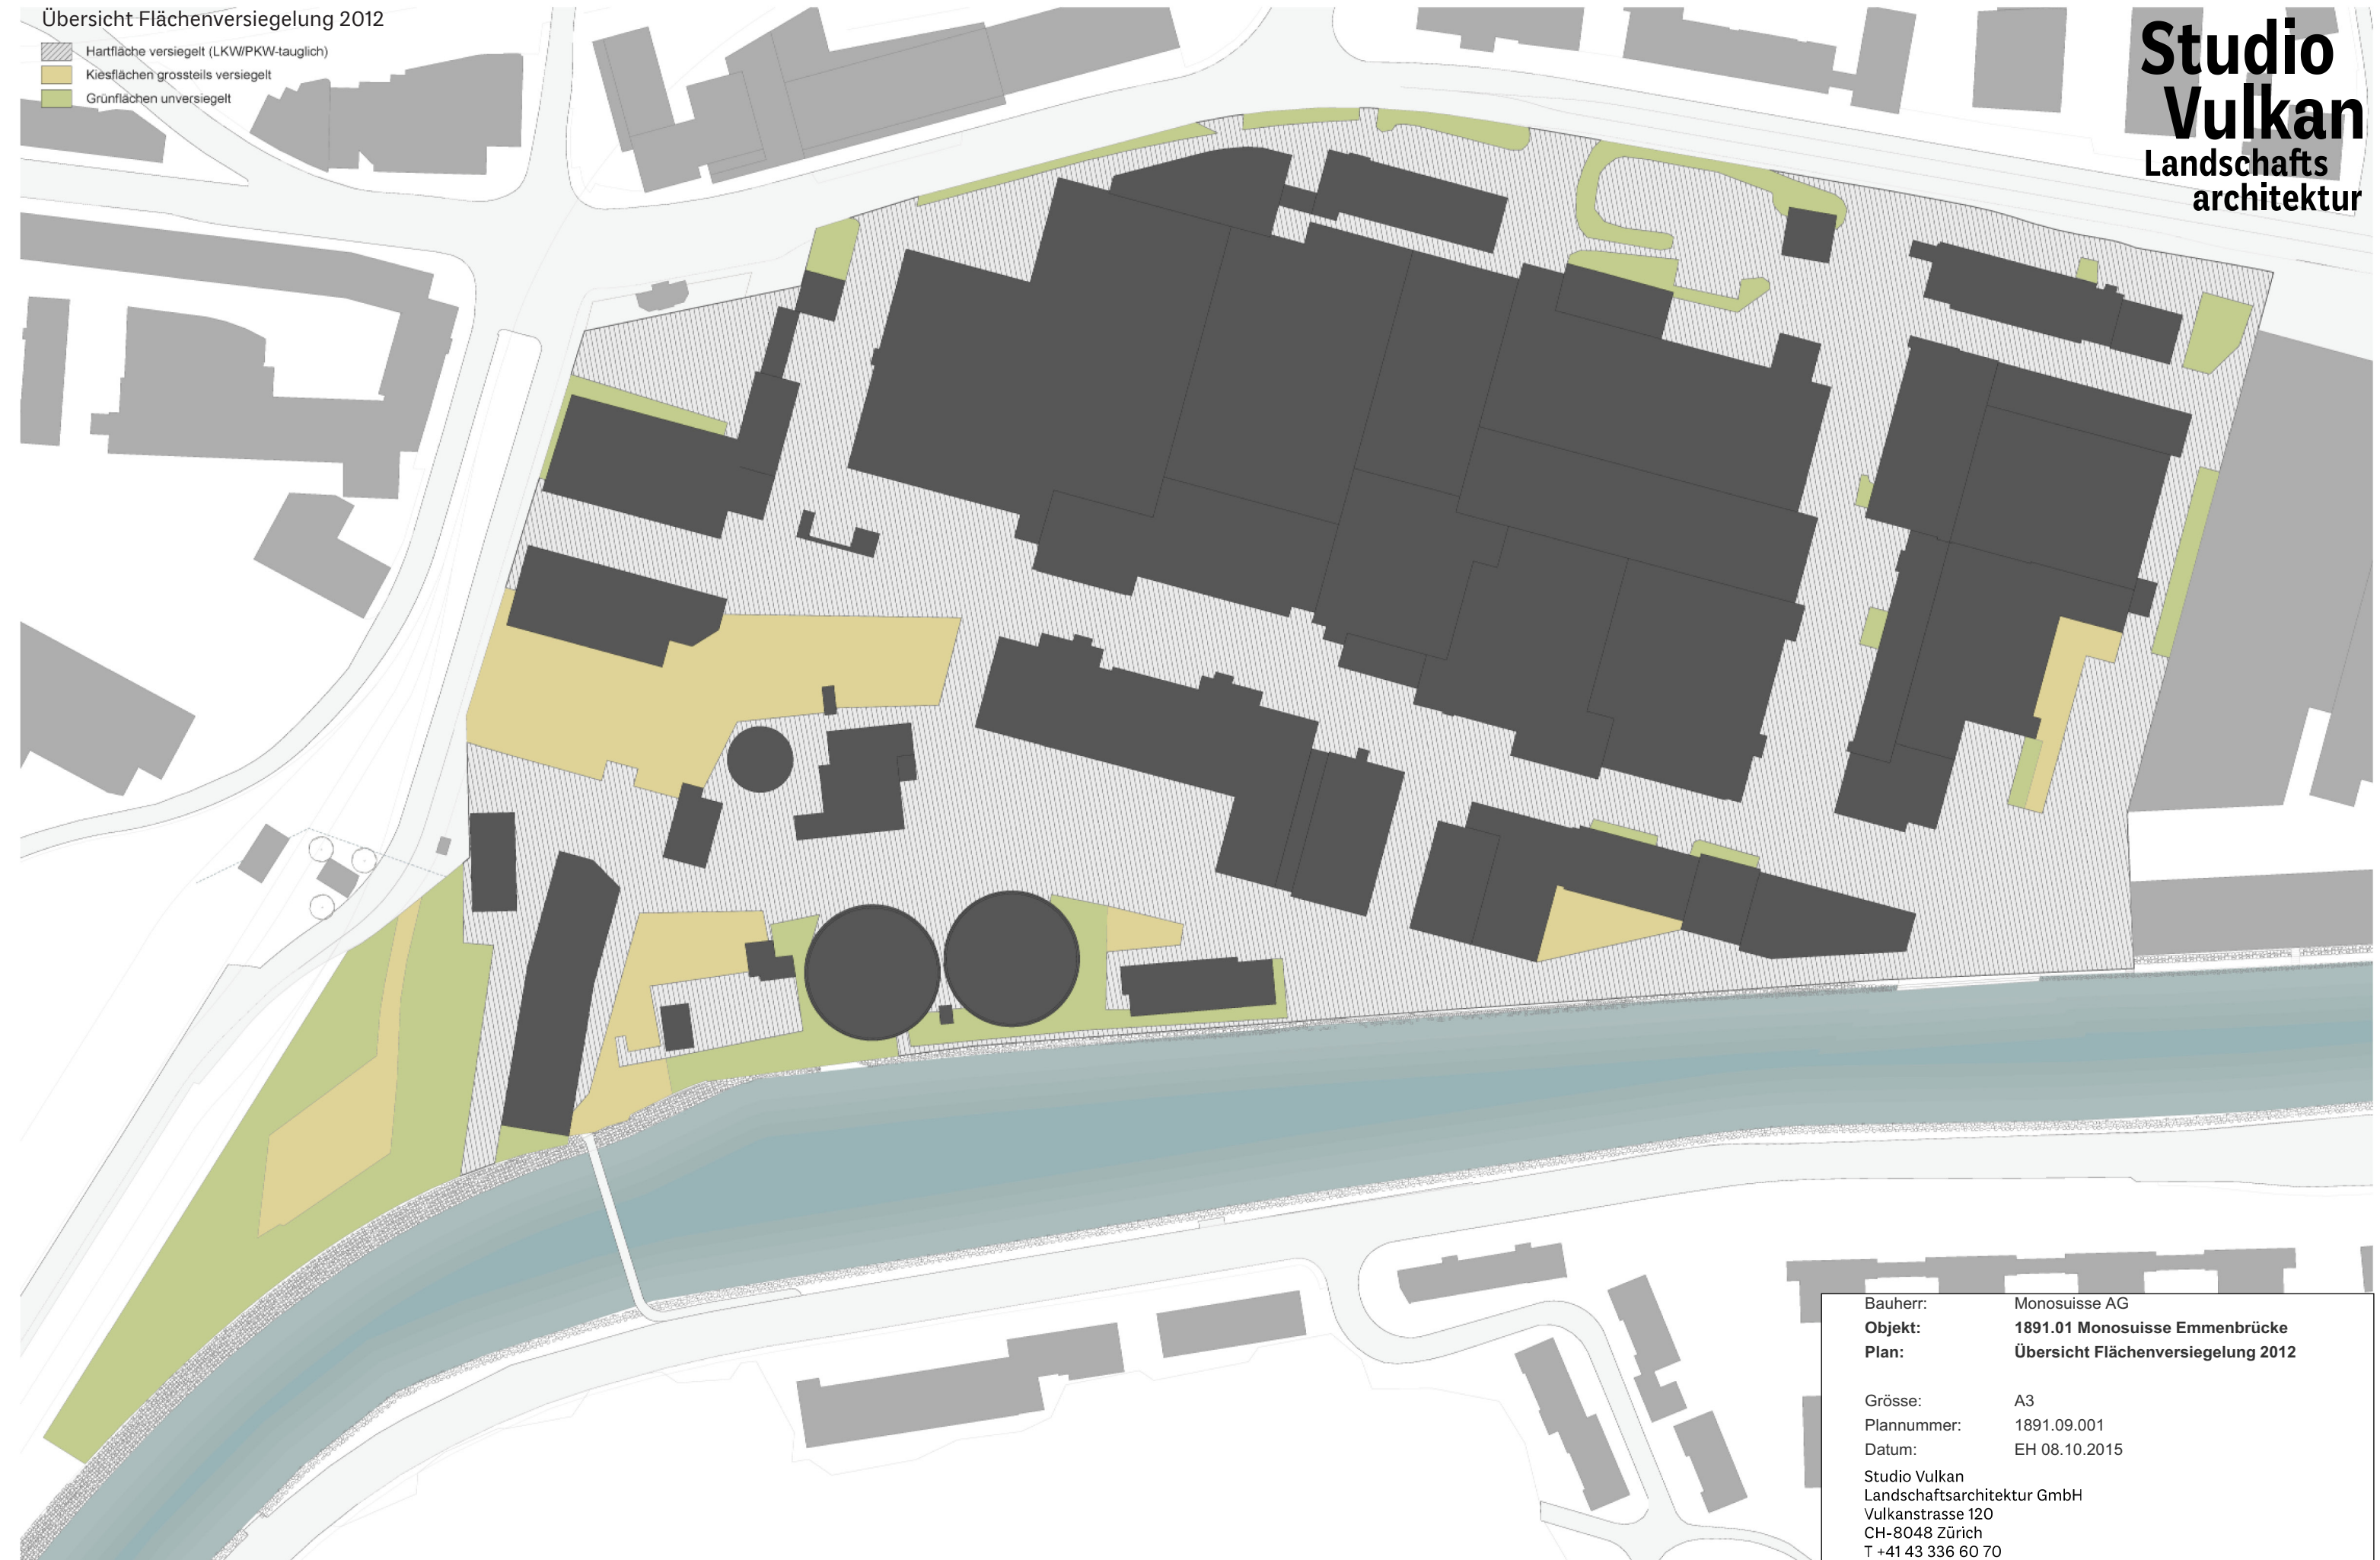 Übersicht Flächenversiegelung 2012
Hartfläche versiegelt (LKW/PKW-tauglich)
Kiesflächen grossteils versiegelt
Grünflächen unversiegelt
Studio
Vulkan
Landschafts
architektur
Bauherr: Monosuisse AG
Objekt: 1891.01 Monosuisse Emmenbrücke
Plan: Übersicht Flächenversiegelung 2012
Grösse: A3
Plannummer: 1891.09.001
Datum: EH 08.10.2015
Studio Vulkan
Landschaftsarchitektur GmbH
Vulkanstrasse 120
CH-8048 Zürich
T +41 43 336 60 70